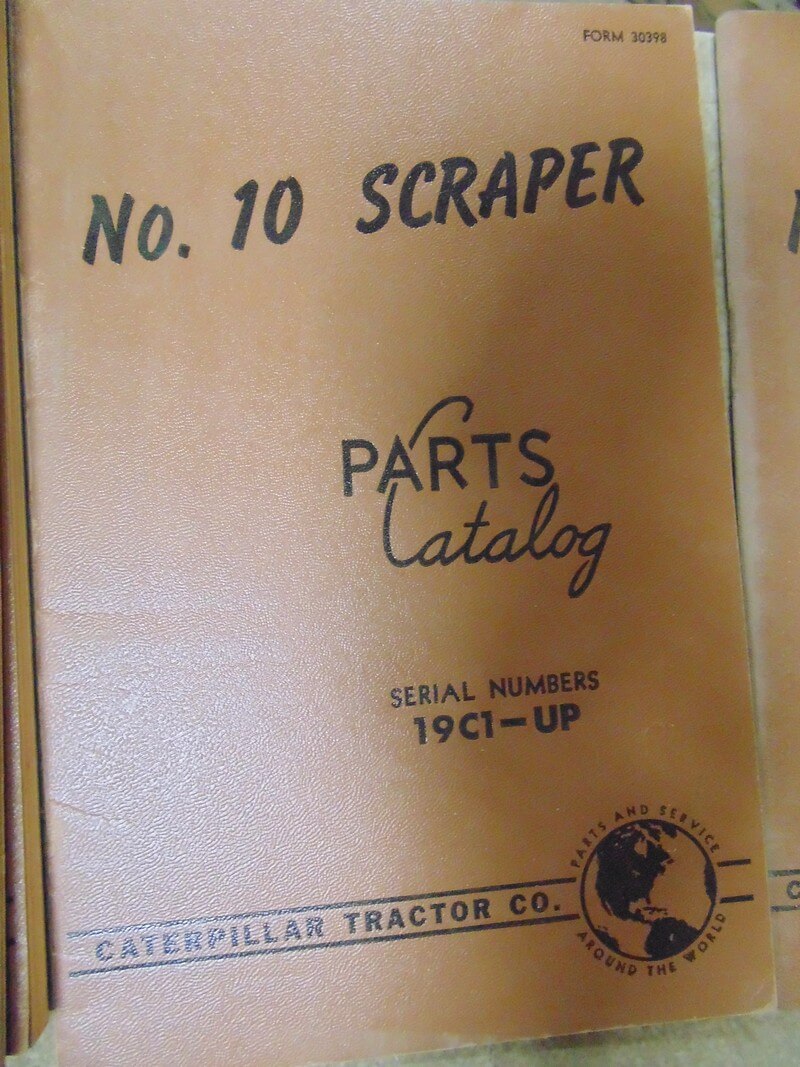 FORM 30398
No. 10 SCRAPER
PARTS
Catalog
SERIAL NUMBERS
19C1-UP
CATERPILLAR TRACTOR CO.
PARTS AND SERVICE
AROUND THE WORLD